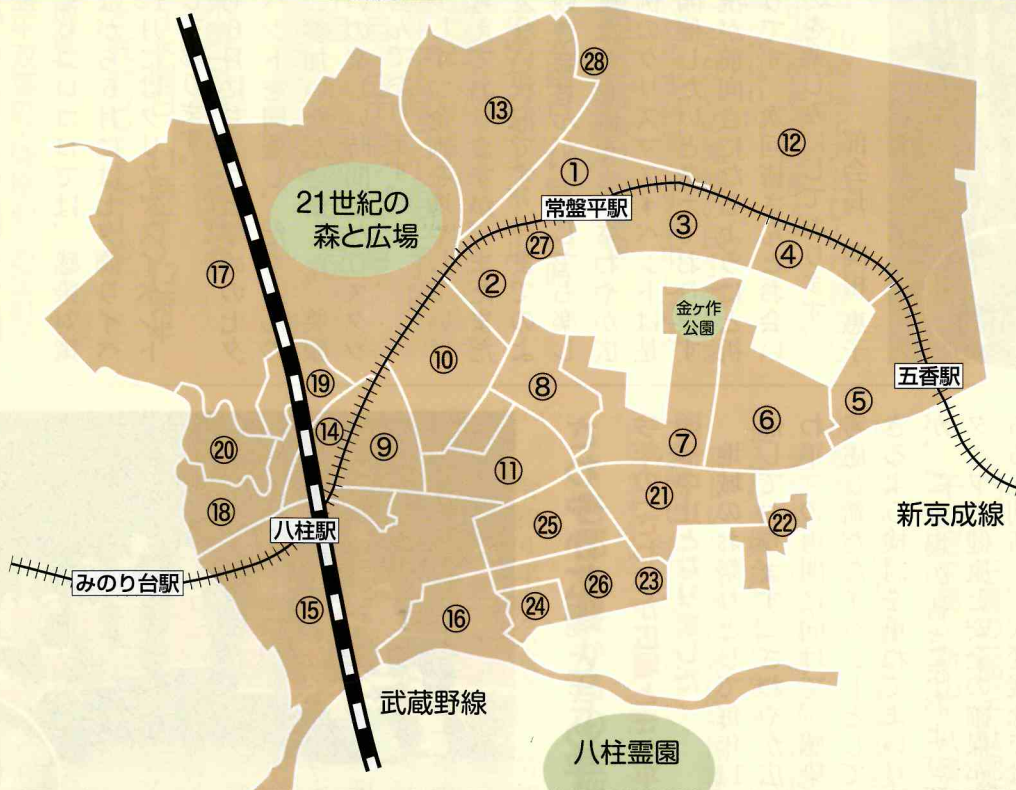 ㉘
⑬
⑫
①
21世紀の
森と広場
常盤平駅
③
㉗
④
⑰
②
金ヶ作
公園
⑩
五香駅
⑲
⑧
⑤
⑥
⑭
⑨
⑦
⑳
⑪
㉑
⑱
新京成線
㉒
㉕
八柱駅
みのり台駅
㉖
㉓
⑮
㉔
⑯
武蔵野線
八柱霊園